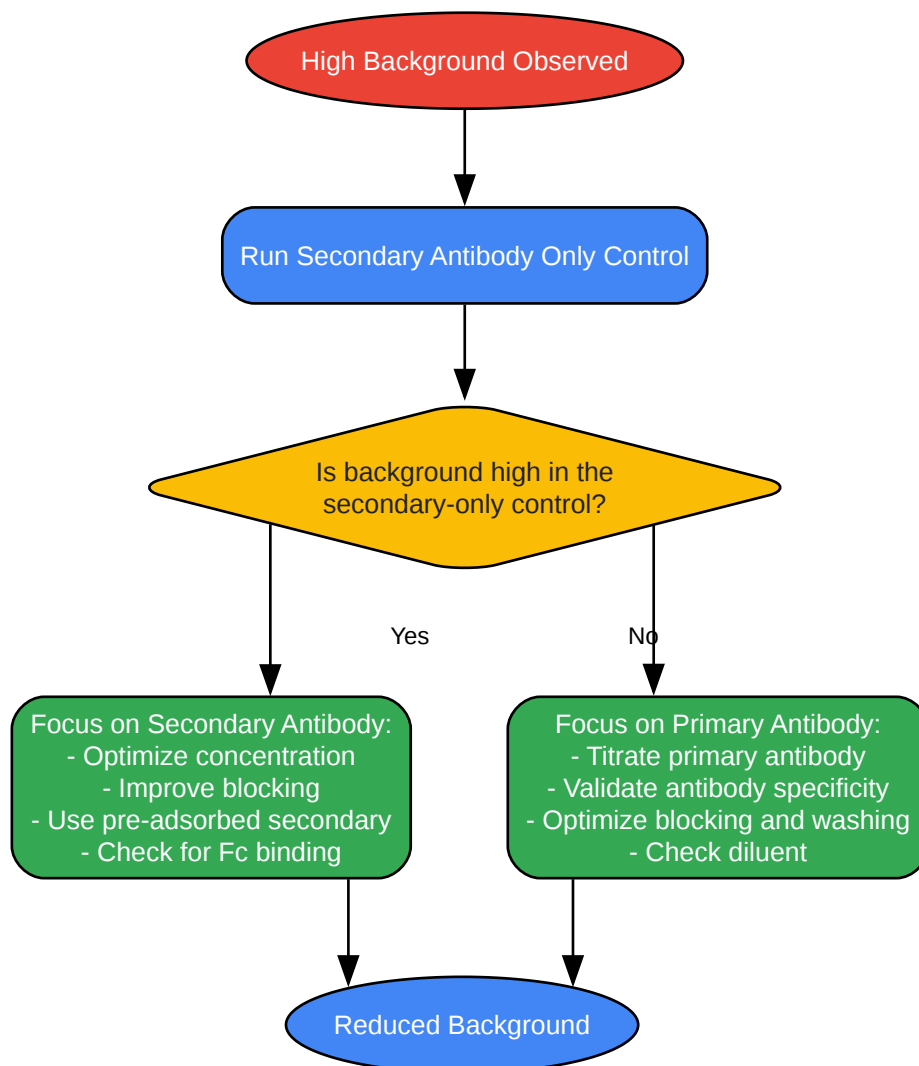 High Background Observed
Run Secondary Antibody Only Control
Is background high in the
secondary-only control?
Yes
No
Focus on Secondary Antibody:
- Optimize concentration
- Improve blocking
- Use pre-adsorbed secondary
- Check for Fc binding
Focus on Primary Antibody:
- Titrate primary antibody
- Validate antibody specificity
- Optimize blocking and washing
- Check diluent
Reduced Background